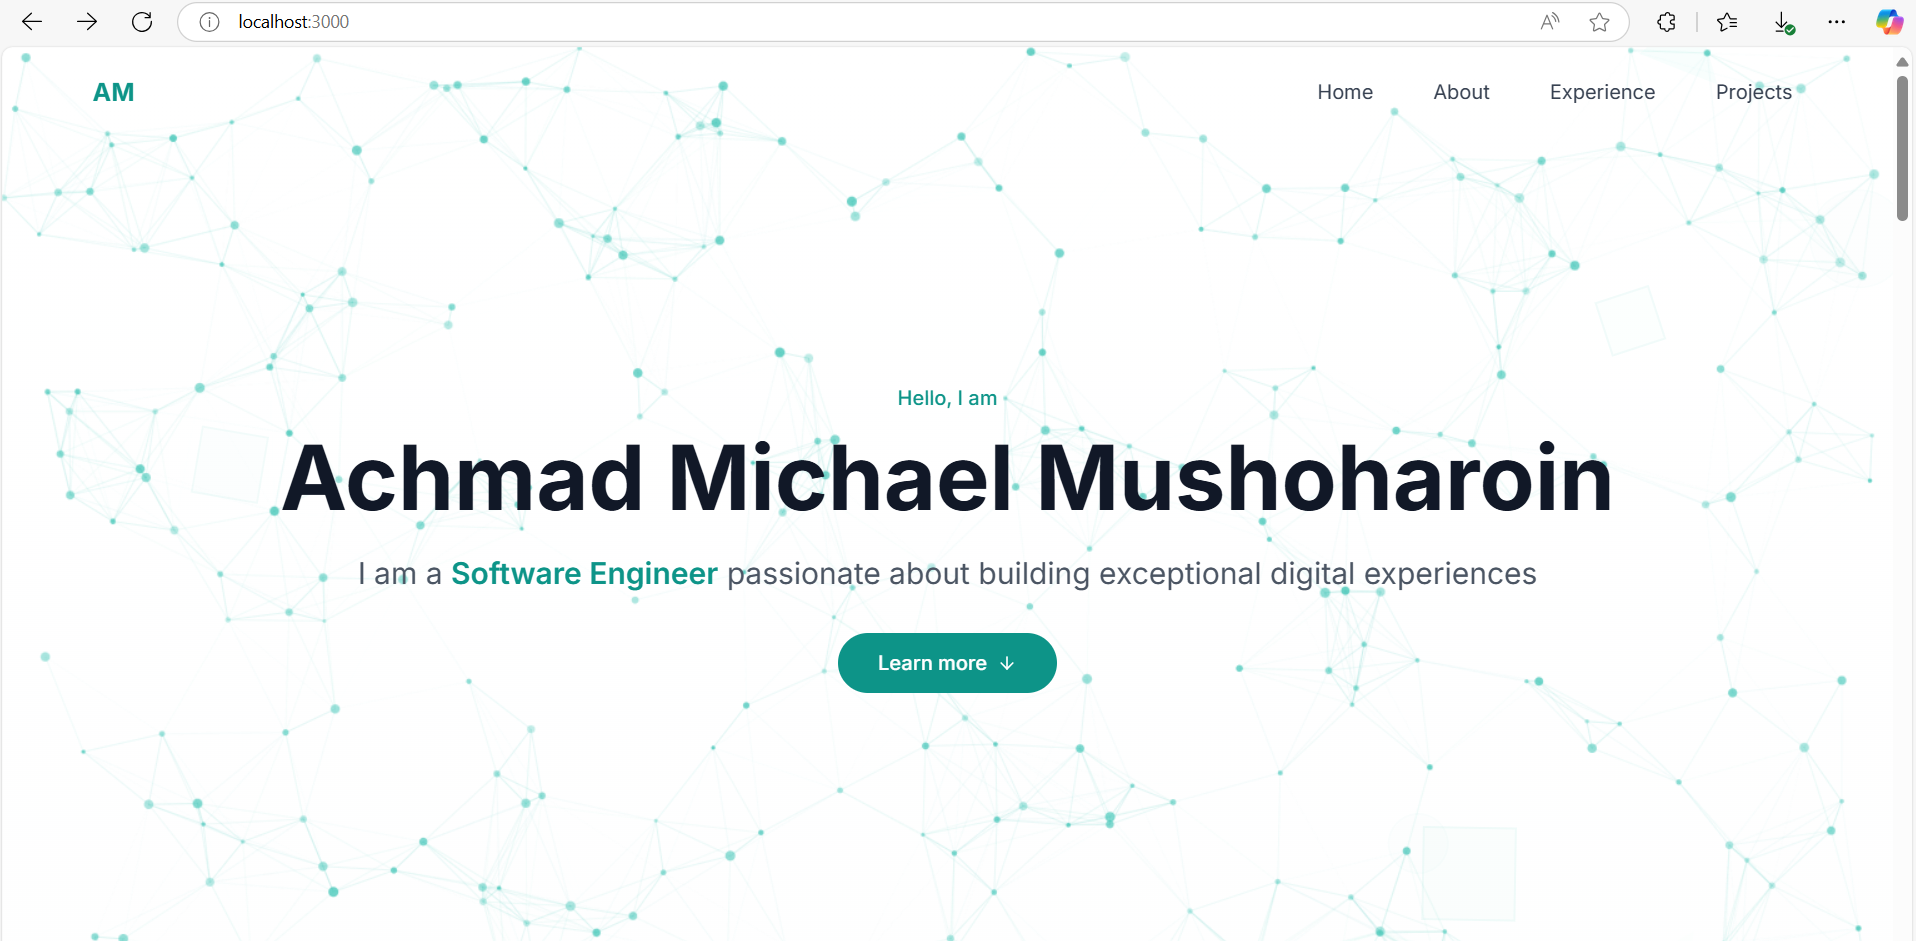 localhost:3000
AM
Home About Experience Projects
Hello, I am
Achmad Michael Mushoharoin
I am a Software Engineer passionate about building exceptional digital experiences
Learn more ↓